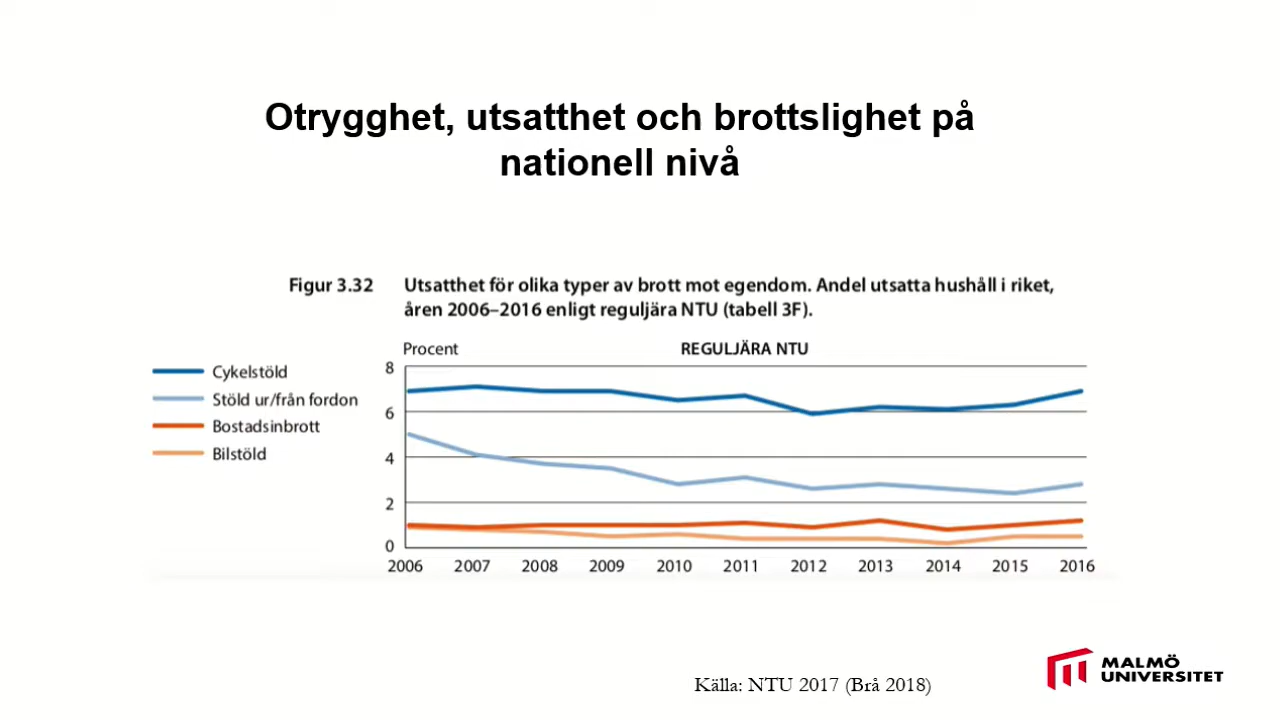 Otrygghet, utsatthet och brottslighet på
nationell nivå
Figur 3.32 Utsatthet för olika typer av brott mot egendom. Andel utsatta hushåll i riket,
åren 2006–2016 enligt reguljära NTU (tabell 3F).
Procent REGULJÄRA NTU
Cykelstöld
Stöld ur/från fordon
Bostadsinbrott
Bilstöld
8
6
4
2
0
2006 2007 2008 2009 2010 2011 2012 2013 2014 2015 2016
Källa: NTU 2017 (Brå 2018)
MALMÖ
UNIVERSITET